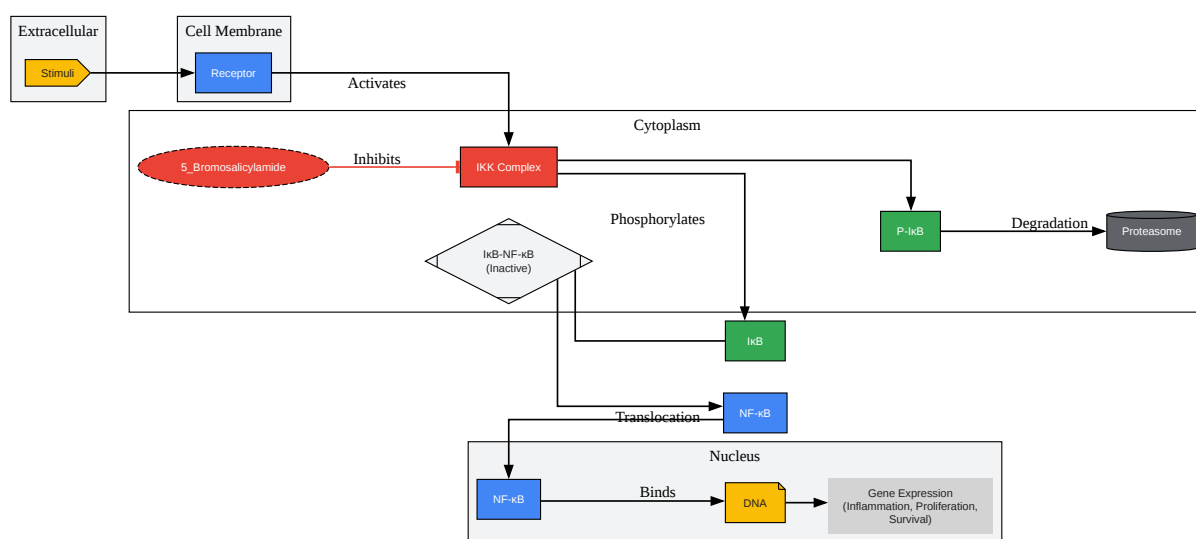 Extracellular
Stimuli
Cell Membrane
Receptor
Activates
Cytoplasm
5_Bromosalicylamide
Inhibits
IKK Complex
Phosphorylates
P-IκB
Degradation
Proteasome
IκB-NF-κB
(Inactive)
IκB
NF-κB
Translocation
Nucleus
NF-κB
Binds
DNA
Gene Expression
(Inflammation, Proliferation,
Survival)